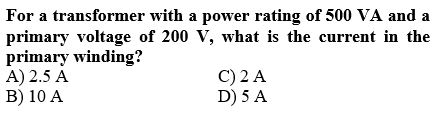 For a transformer with a power rating of 500 VA and a
primary voltage of 200 V, what is the current in the
primary winding?
A) 2.5 A C) 2 A
B) 10 A D) 5 A